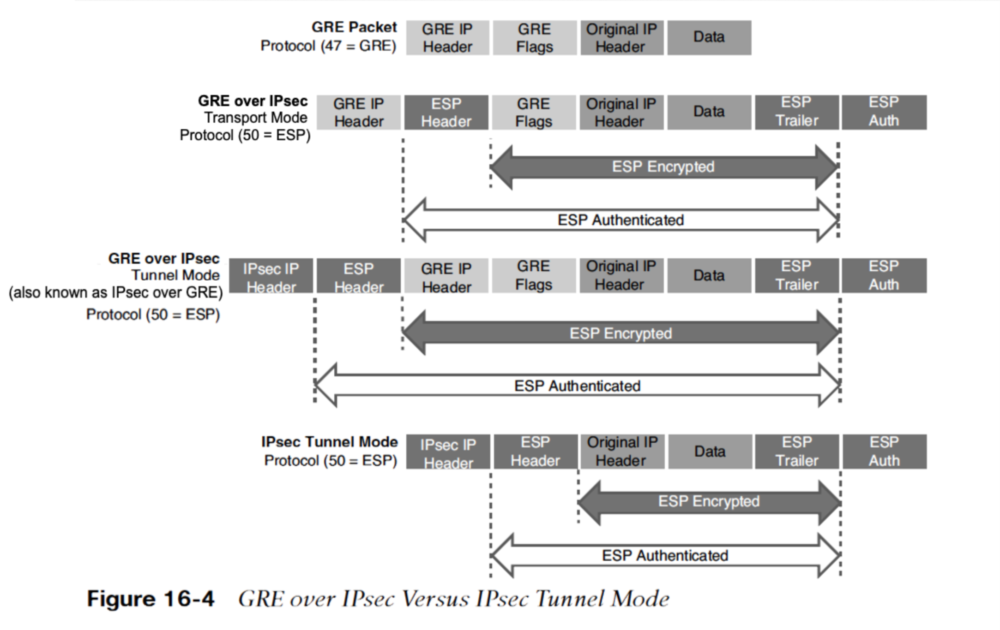 GRE Packet
Protocol (47 = GRE)
GRE IP
Header
GRE
Flags
Original IP
Header
Data
GRE over IPsec
Transport Mode
Protocol (50 = ESP)
GRE IP
Header
ESP
Header
GRE
Flags
Original IP
Header
Data
ESP
Trailer
ESP
Auth
ESP Encrypted
ESP Authenticated
GRE over IPsec
Tunnel Mode
(also known as IPsec over GRE)
Protocol (50 = ESP)
IPsec IP
Header
ESP
Header
GRE IP
Header
GRE
Flags
Original IP
Header
Data
ESP
Trailer
ESP
Auth
ESP Encrypted
ESP Authenticated
IPsec Tunnel Mode
Protocol (50 = ESP)
IPsec IP
Header
ESP
Header
Original IP
Header
Data
ESP
Trailer
ESP
Auth
ESP Encrypted
ESP Authenticated
Figure 16-4 GRE over IPsec Versus IPsec Tunnel Mode